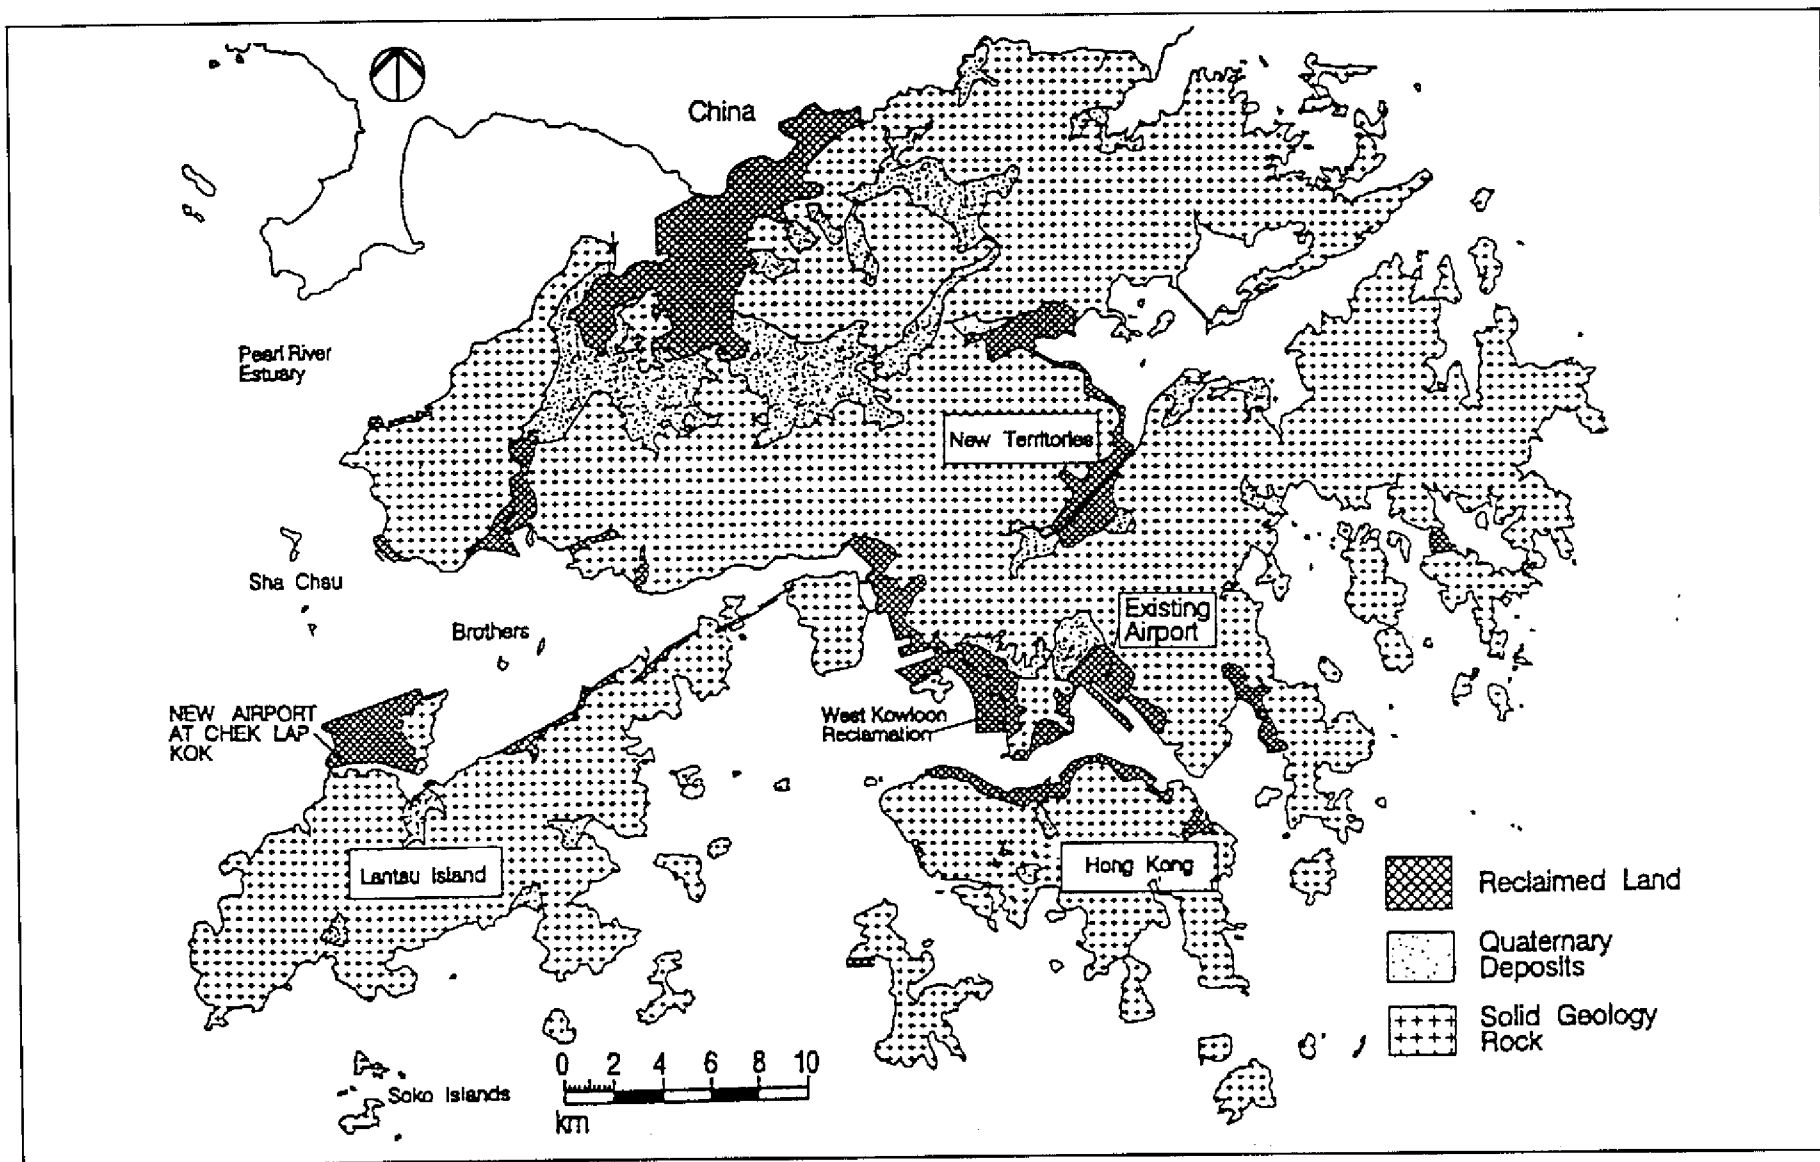 China
Pearl River
Estuary
New Territories
Sha Chau
Brothers
Existing
Airport
NEW AIRPORT
AT CHEK LAP
KOK
West Kowloon
Reclamation
Lantau Island
Hong Kong
Reclaimed Land
Quaternary
Deposits
Solid Geology
Rock
0 2 4 6 8 10
km
Soko Islands